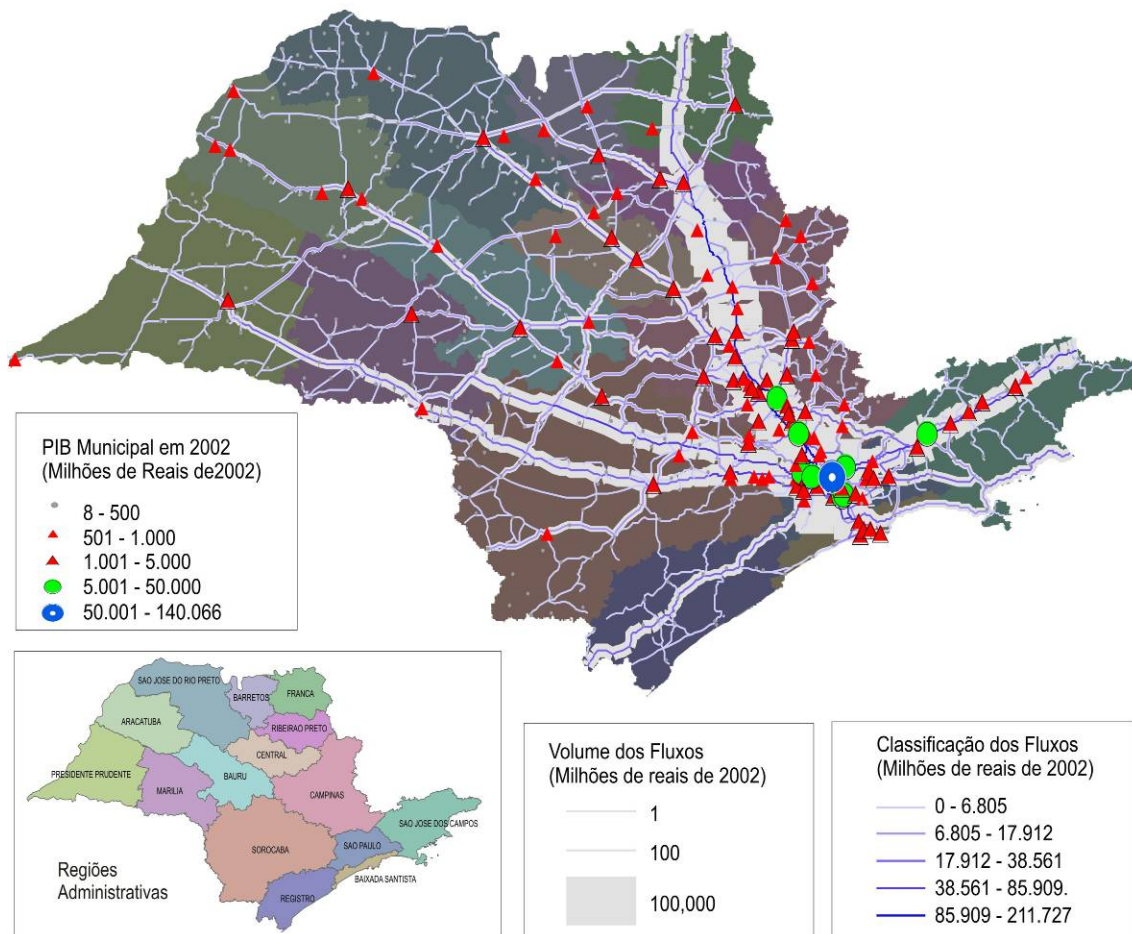 PIB Municipal em 2002
(Milhões de Reais de2002)
8 - 500
501 - 1.000
1.001 - 5.000
5.001 - 50.000
50.001 - 140.066
SAO JOSE DO RIO PRETO
BARRETOS
FRANCA
ARACATUBA
RIBEIRAO PRETO
CENTRAL
PRESIDENTE PRUDENTE
BAURU
MARILIA
CAMPINAS
SAO JOSE DOS CAMPOS
SOROCABA
SAO PAULO
BAIXADA SANTISTA
REGISTRO
Regiões
Administrativas
Volume dos Fluxos
(Milhões de reais de 2002)
1
100
100,000
Classificação dos Fluxos
(Milhões de reais de 2002)
0 - 6.805
6.805 - 17.912
17.912 - 38.561
38.561 - 85.909.
85.909 - 211.727